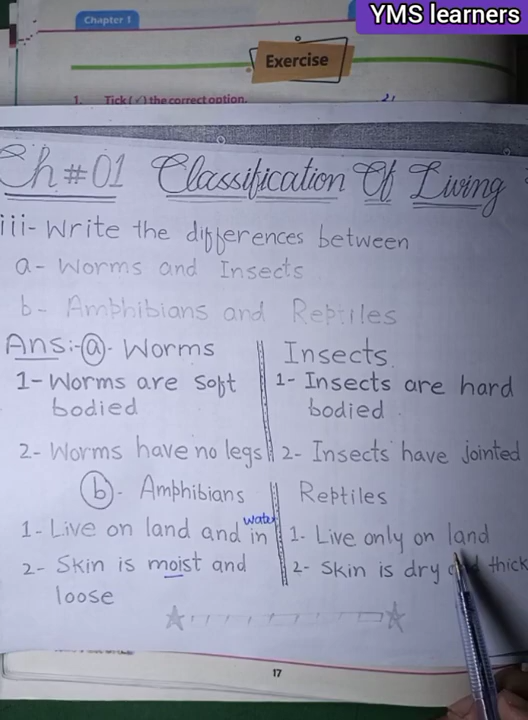 YMS learners
Chapter 1
Exercise
1. Tick (✓) the correct option.
Ch # 01 Classification Of Living
iii- Write the differences between
a- Worms and Insects
b- Amphibians and Reptiles
Ans:- (a)- Worms
1- Worms are soft
bodied
2- Worms have no legs
Insects
1- Insects are hard
bodied.
2- Insects have jointed
(b)- Amphibians
1- Live on land and in water
2- Skin is moist and
loose
Reptiles
1- Live only on land
2- Skin is dry and thick
17